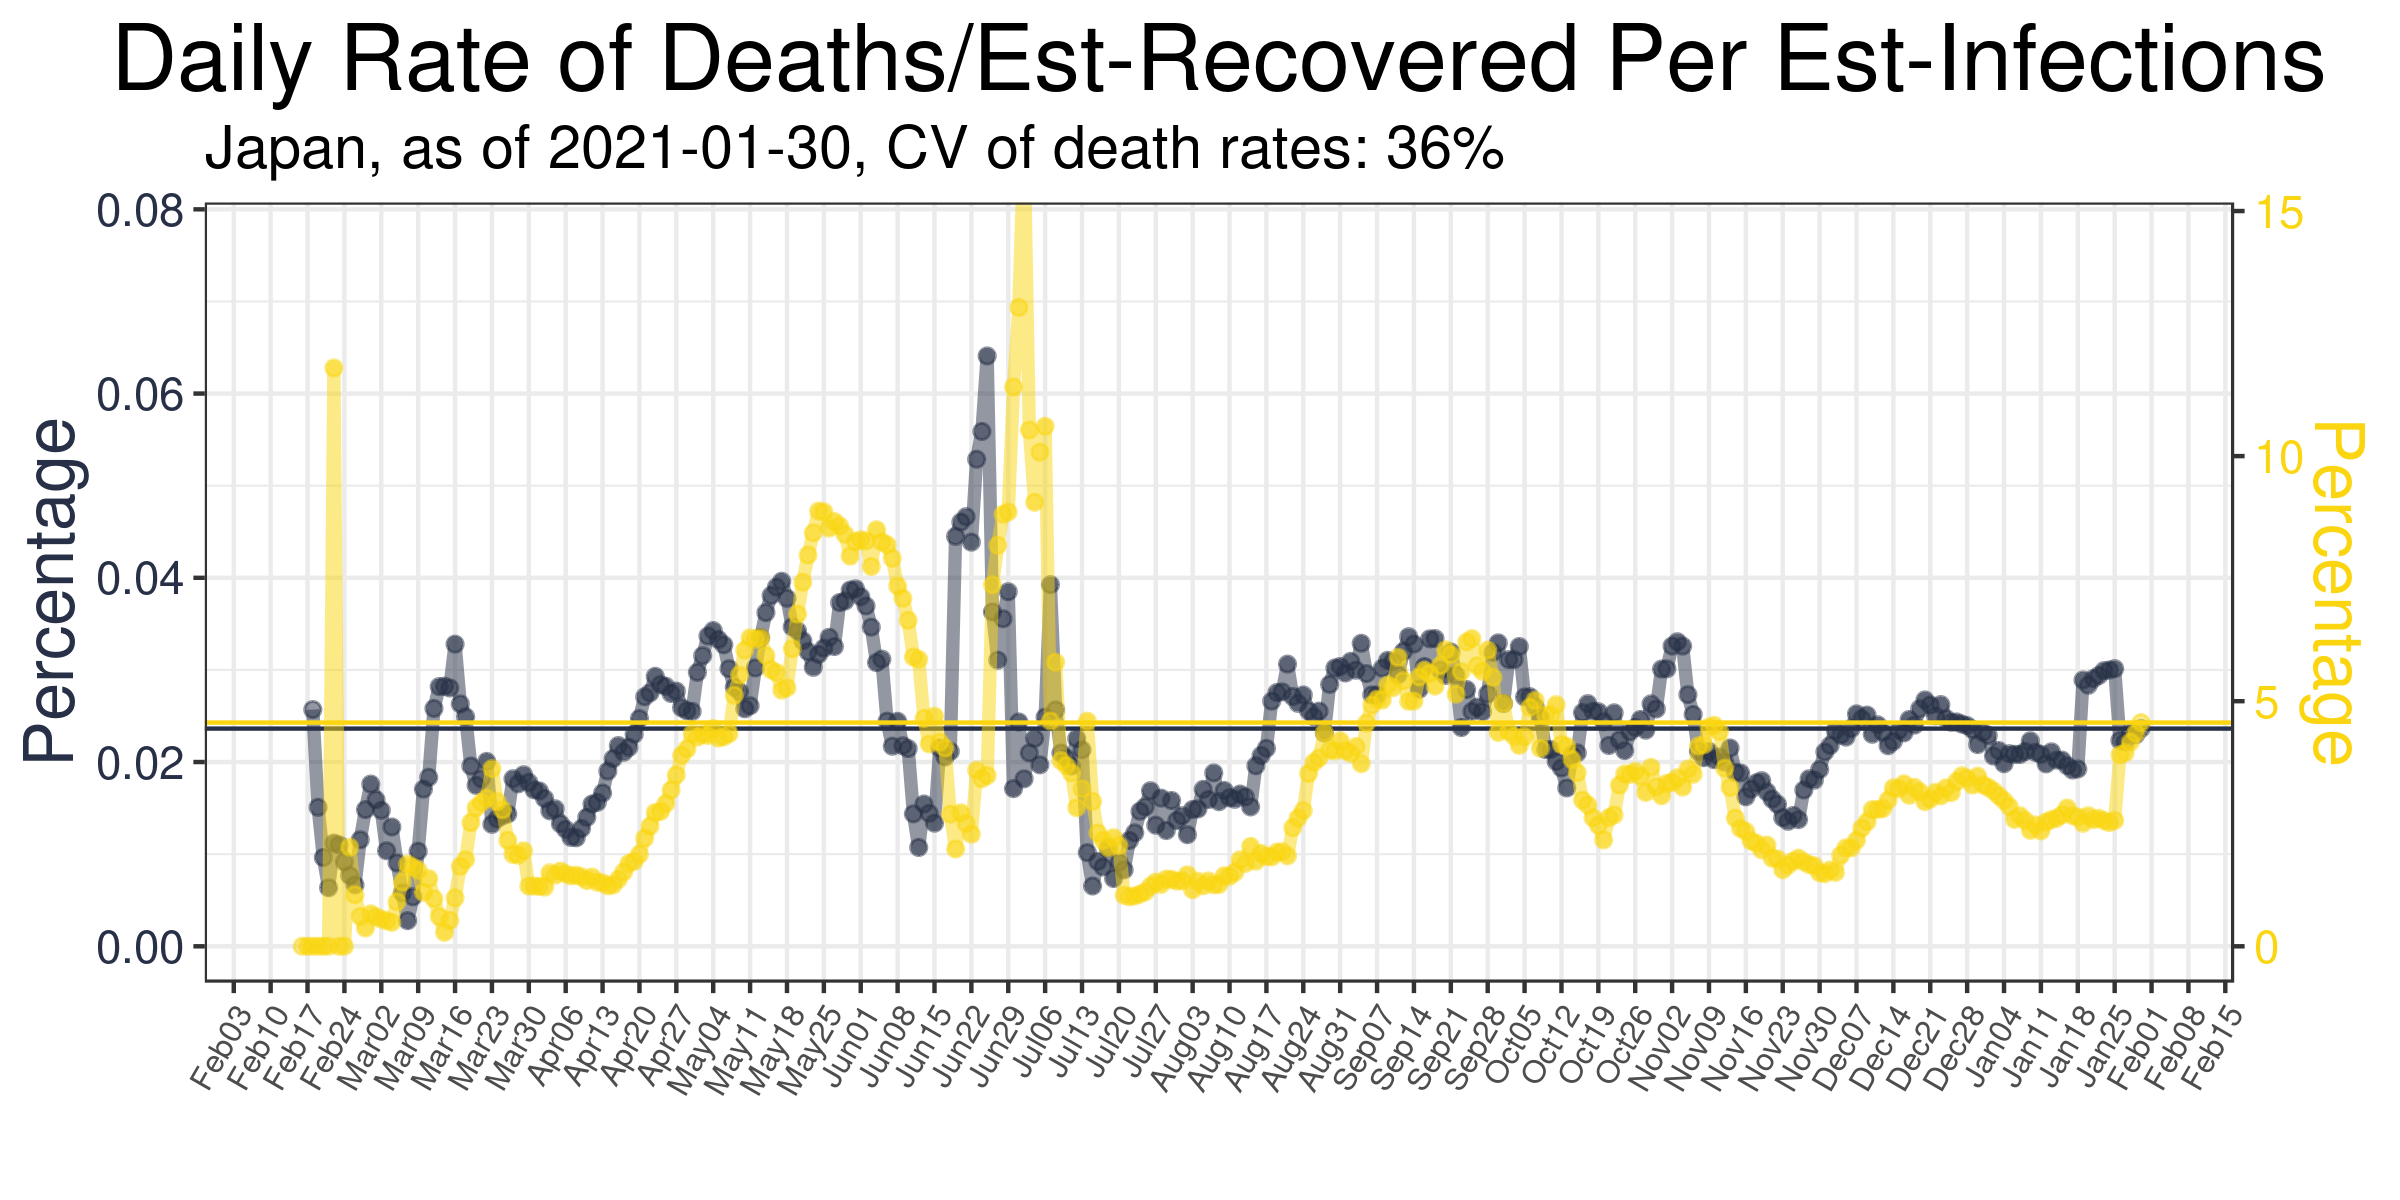 Daily Rate of Deaths/Est-Recovered Per Est-Infections
Japan, as of 2021-01-30, CV of death rates: 36%
Percentage
0.08
0.06
0.04
0.02
0.00
15
10
5
0
Percentage
Feb03
Feb10
Feb17
Feb24
Mar02
Mar09
Mar16
Mar23
Mar30
Apr06
Apr13
Apr20
Apr27
May04
May11
May18
May25
Jun01
Jun08
Jun15
Jun22
Jun29
Jul06
Jul13
Jul20
Jul27
Aug03
Aug10
Aug17
Aug24
Aug31
Sep07
Sep14
Sep21
Sep28
Oct05
Oct12
Oct19
Oct26
Nov02
Nov09
Nov16
Nov23
Nov30
Dec07
Dec14
Dec21
Dec28
Jan04
Jan11
Jan18
Jan25
Feb01
Feb08
Feb15